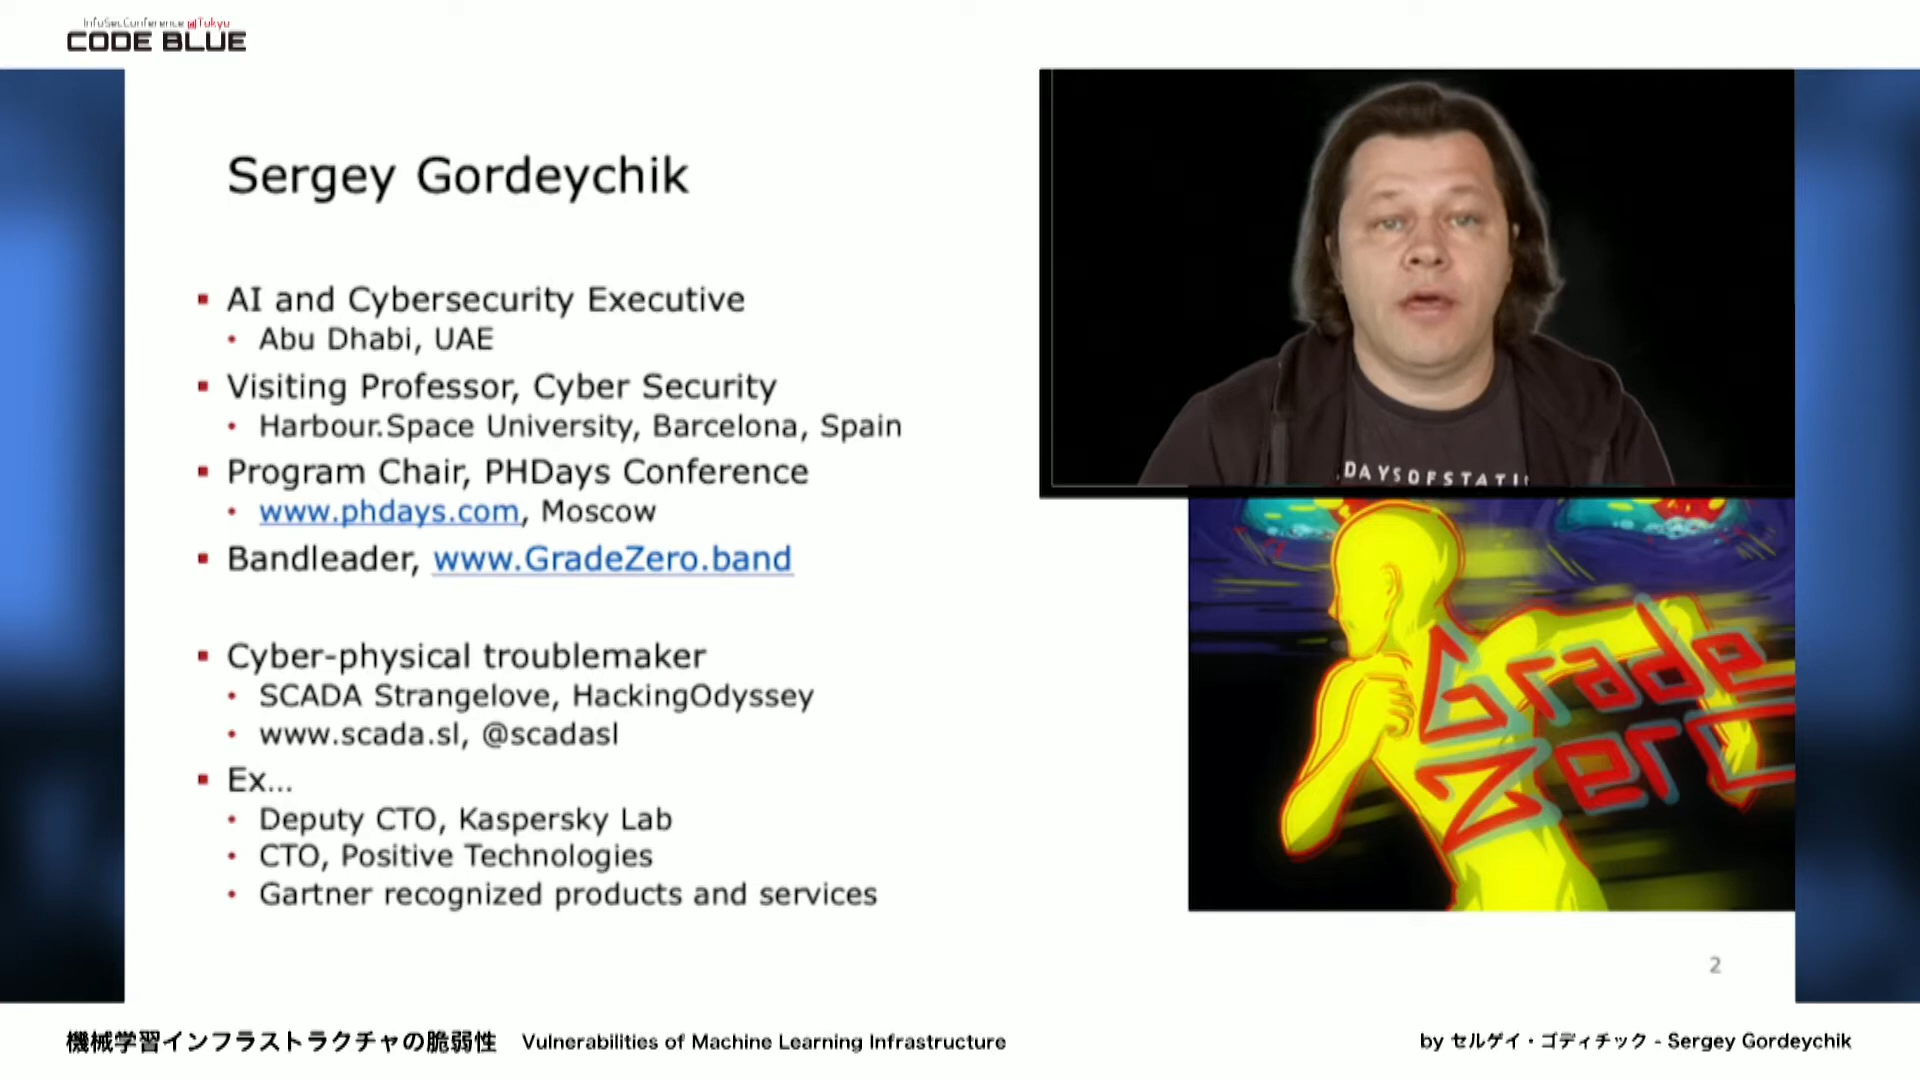 InfoSecConference @Tokyo
CODE BLUE
Sergey Gordeychik
AI and Cybersecurity Executive
Abu Dhabi, UAE
Visiting Professor, Cyber Security
Harbour.Space University, Barcelona, Spain
Program Chair, PHDays Conference
www.phdays.com, Moscow
Bandleader, www.GradeZero.band
Cyber-physical troublemaker
SCADA Strangelove, HackingOdyssey
www.scada.sl, @scadasl
Ex...
Deputy CTO, Kaspersky Lab
CTO, Positive Technologies
Gartner recognized products and services
DAYSOFSTATI
Grade
Zero
2
機械学習インフラストラクチャの脆弱性 Vulnerabilities of Machine Learning Infrastructure
by セルゲイ・ゴディチック - Sergey Gordeychik